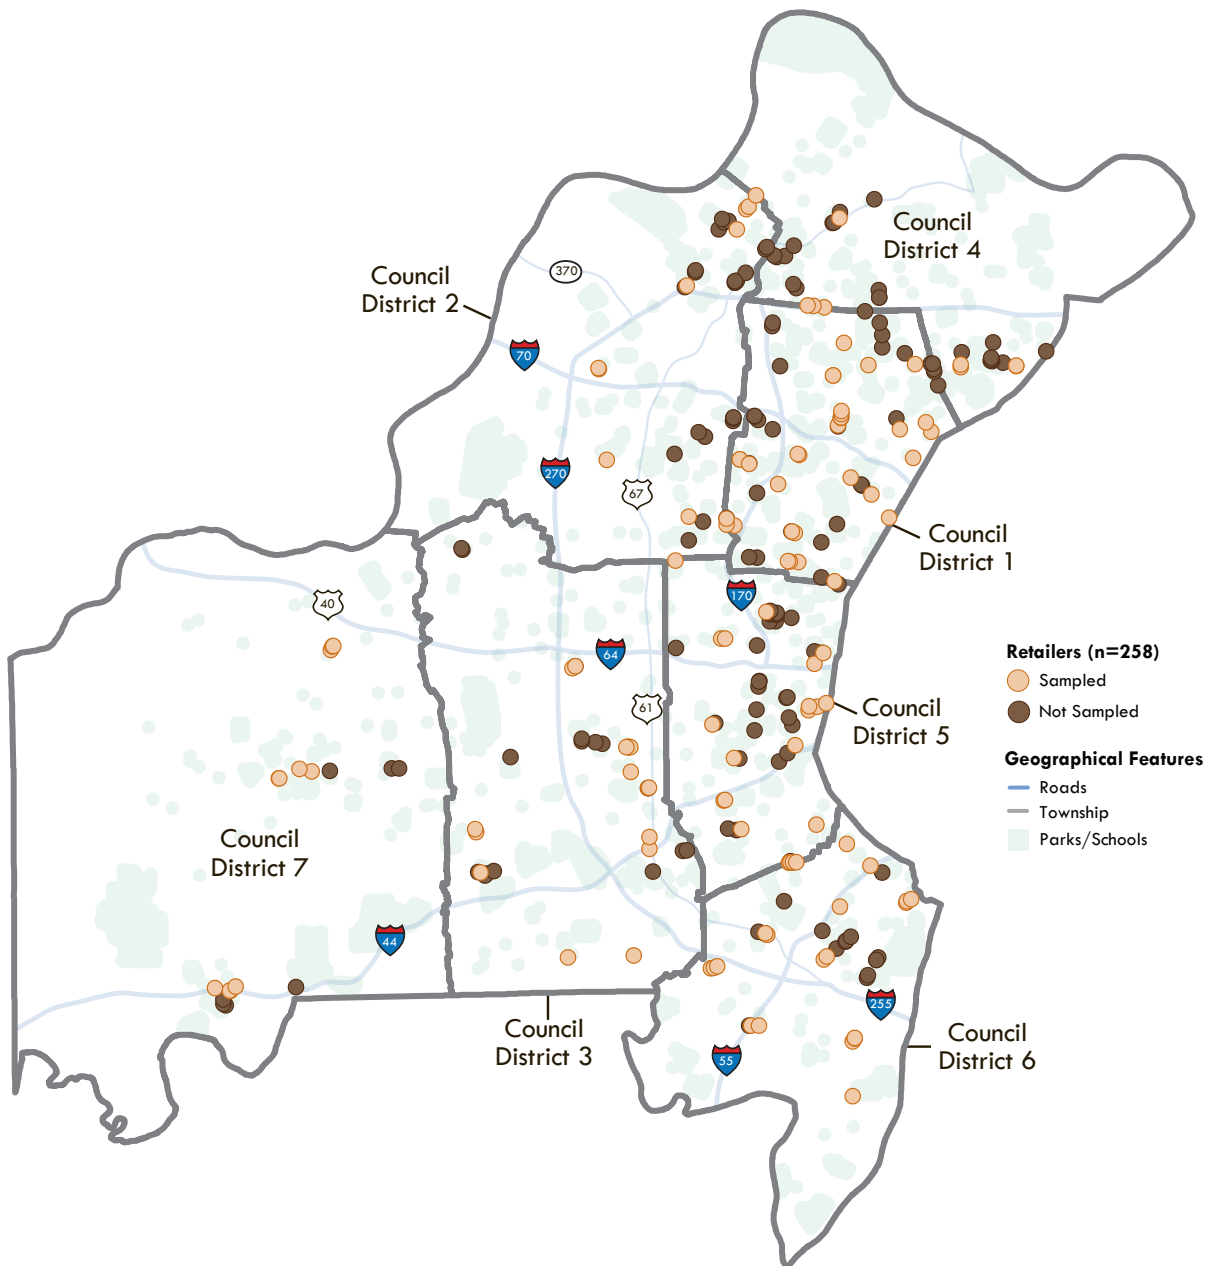 Council
District 4
370
Council
District 2
70
270
67
Council
District 1
40
170
64
Retailers (n=258)
Sampled
Not Sampled
61
Council
District 5
Geographical Features
Roads
Township
Parks/Schools
Council
District 7
44
255
Council
District 3
Council
District 6
55